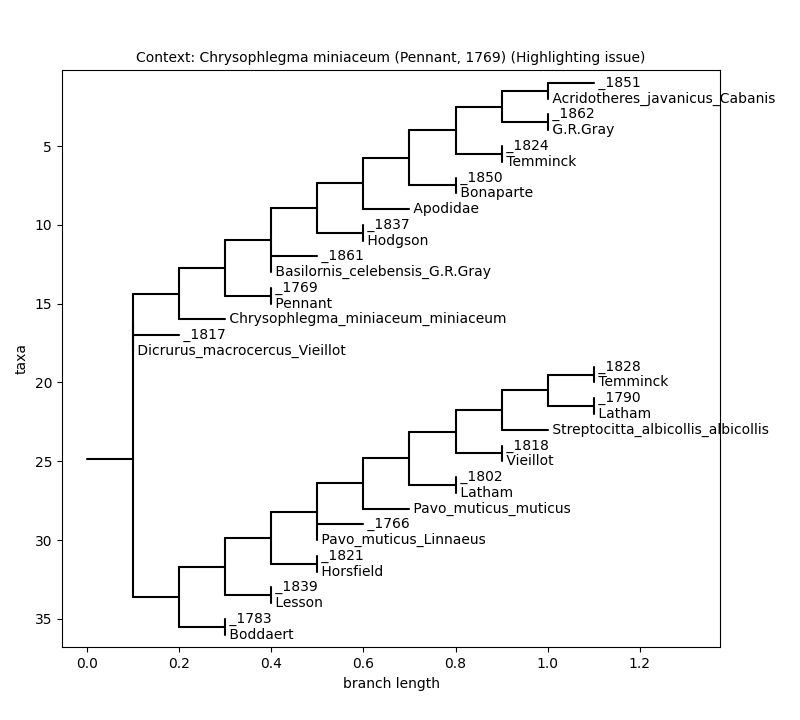 Context: Chrysophlegma miniaceum (Pennant, 1769) (Highlighting issue)
_1851
Acridotheres_javanicus_Cabanis
_1862
G.R.Gray
5
_1824
Temminck
_1850
Bonaparte
Apodidae
10
_1837
Hodgson
_1861
Basilornis_celebensis_G.R.Gray
_1769
15
Pennant
Chrysophlegma_miniaceum_miniaceum
_1817
Dicrurus_macrocercus_Vieillot
_1828
20
Temminck
_1790
Latham
Streptocitta_albicollis_albicollis
_1818
25
Vieillot
_1802
Latham
Pavo_muticus_muticus
_1766
30
Pavo_muticus_Linnaeus
_1821
Horsfield
_1839
Lesson
_1783
35
Boddaert
taxa
0.0 0.2 0.4 0.6 0.8 1.0 1.2
branch length